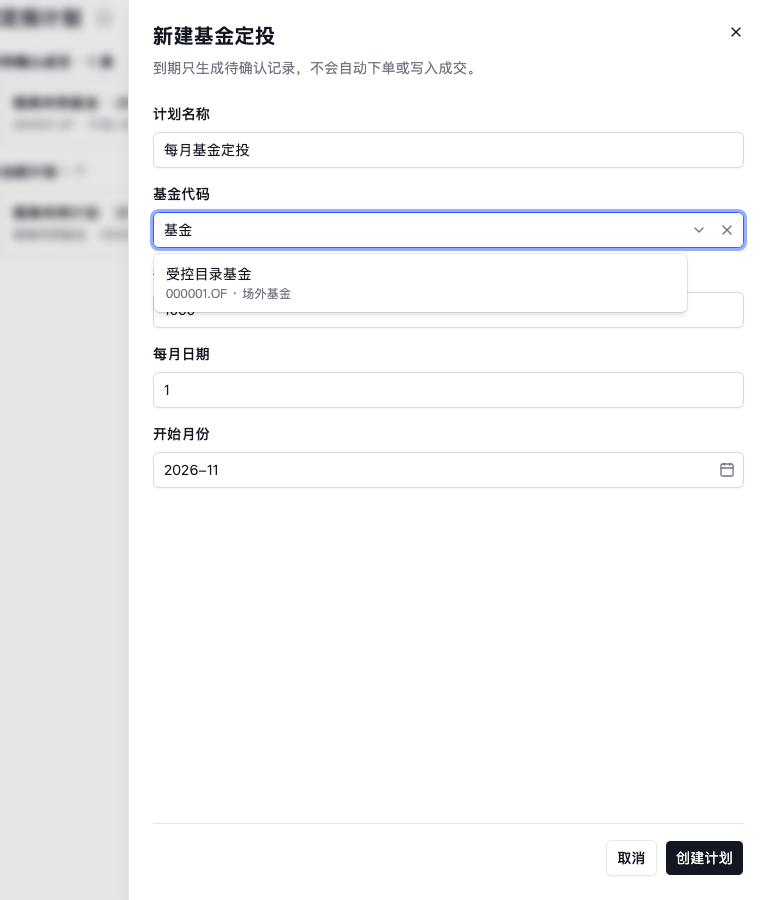 新建基金定投
到期只生成待确认记录，不会自动下单或写入成交。
计划名称
每月基金定投
基金代码
基金
受控目录基金
000001.OF · 场外基金
每月日期
1
开始月份
2026–11
取消
创建计划